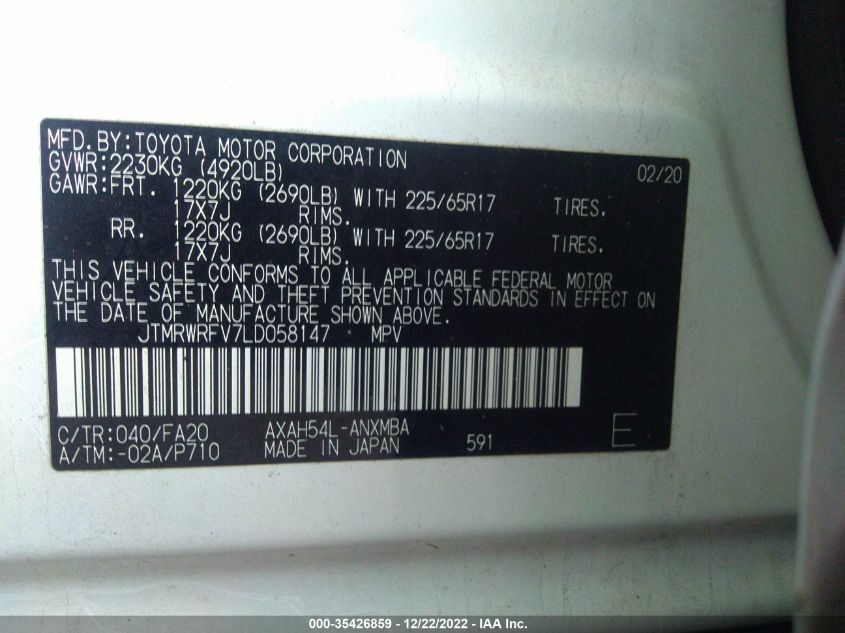 MFD.BY:TOYOTA MOTOR CORPORATION 02/20
GVWR:2230KG (4920LB)
GAWR:FRT. 1220KG (2690LB) WITH 225/65R17 TIRES.
17X7J RIMS.
RR. 1220KG (2690LB) WITH 225/65R17 TIRES.
17X7J RIMS.
THIS VEHICLE CONFORMS TO ALL APPLICABLE FEDERAL MOTOR
VEHICLE SAFETY AND THEFT PREVENTION STANDARDS IN EFFECT ON
THE DATE OF MANUFACTURE SHOWN ABOVE.
JTMRWRFV7LD058147 MPV
C/TR:040/FA20 AXAH54L-ANXMBA
A/TM:-02A/P710 MADE IN JAPAN 591 E
000-35426859 - 12/22/2022 - IAA Inc.